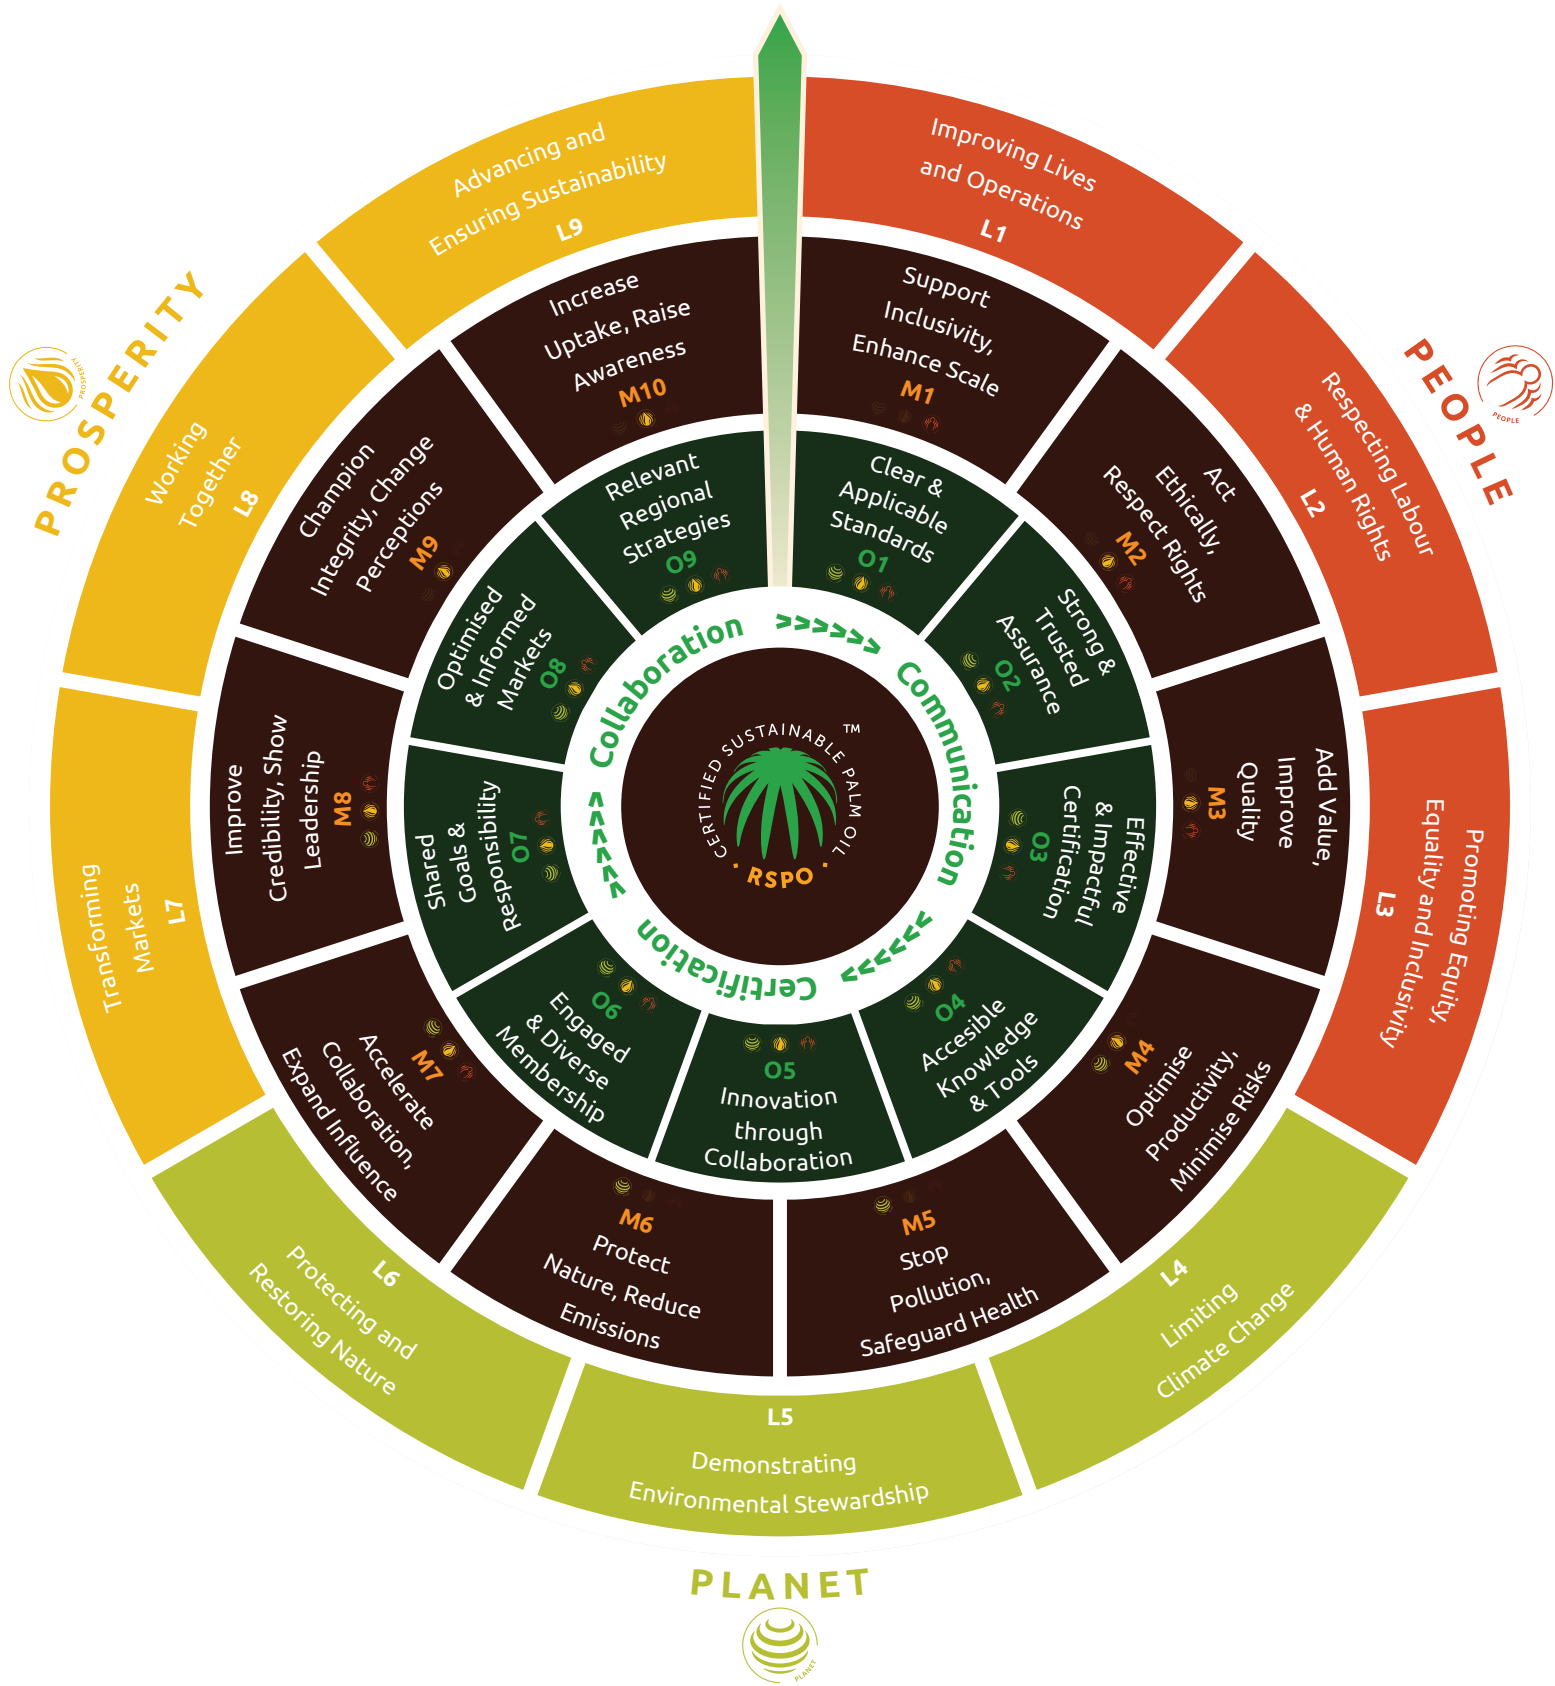 Improving Lives
and Operations
L1
Respecting Labour
& Human Rights
L2
Promoting Equity,
Equality and Inclusivity
L3
L4
Limiting
Climate Change
L5
Demonstrating
Environmental Stewardship
L6
Protecting and
Restoring Nature
Transforming
Markets
L7
Working
Together
L8
Advancing and
Ensuring Sustainability
L9
Support
Inclusivity,
Enhance Scale
M1
Act
Ethically,
Respect Rights
M2
Add Value,
Improve
Quality
M3
M4
Optimise
Productivity,
Minimise Risks
M5
Stop
Pollution,
Safeguard Health
M6
Protect
Nature, Reduce
Emissions
M7
Accelerate
Collaboration,
Expand Influence
Improve
Credibility, Show
Leadership
M8
Champion
Integrity, Change
Perceptions
M9
Increase
Uptake, Raise
Awareness
M10
Clear &
Applicable
Standards
O1
Strong &
Trusted
Assurance
O2
Effective
& Impactful
Certification
O3
O4
Accesible
Knowledge
& Tools
O5
Innovation
through
Collaboration
O6
Engaged
& Diverse
Membership
Shared
Goals &
Responsibility
O7
Optimised
& Informed
Markets
O8
Relevant
Regional
Strategies
O9
Collaboration >>>>>>
Communication >>>>>>
Certification >>>>>>
CERTIFIED SUSTAINABLE PALM OIL
TM
· RSPO ·
PEOPLE
PEOPLE
PLANET
PLANET
PROSPERITY
PROSPERITY